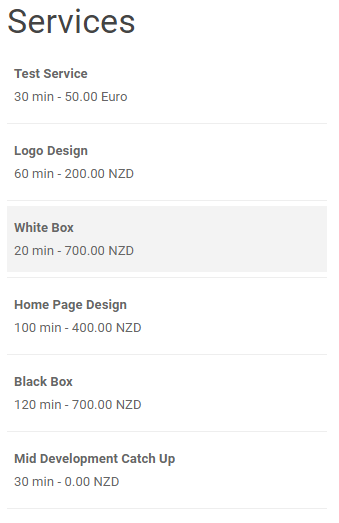 Services
Test Service
30 min - 50.00 Euro
Logo Design
60 min - 200.00 NZD
White Box
20 min - 700.00 NZD
Home Page Design
100 min - 400.00 NZD
Black Box
120 min - 700.00 NZD
Mid Development Catch Up
30 min - 0.00 NZD